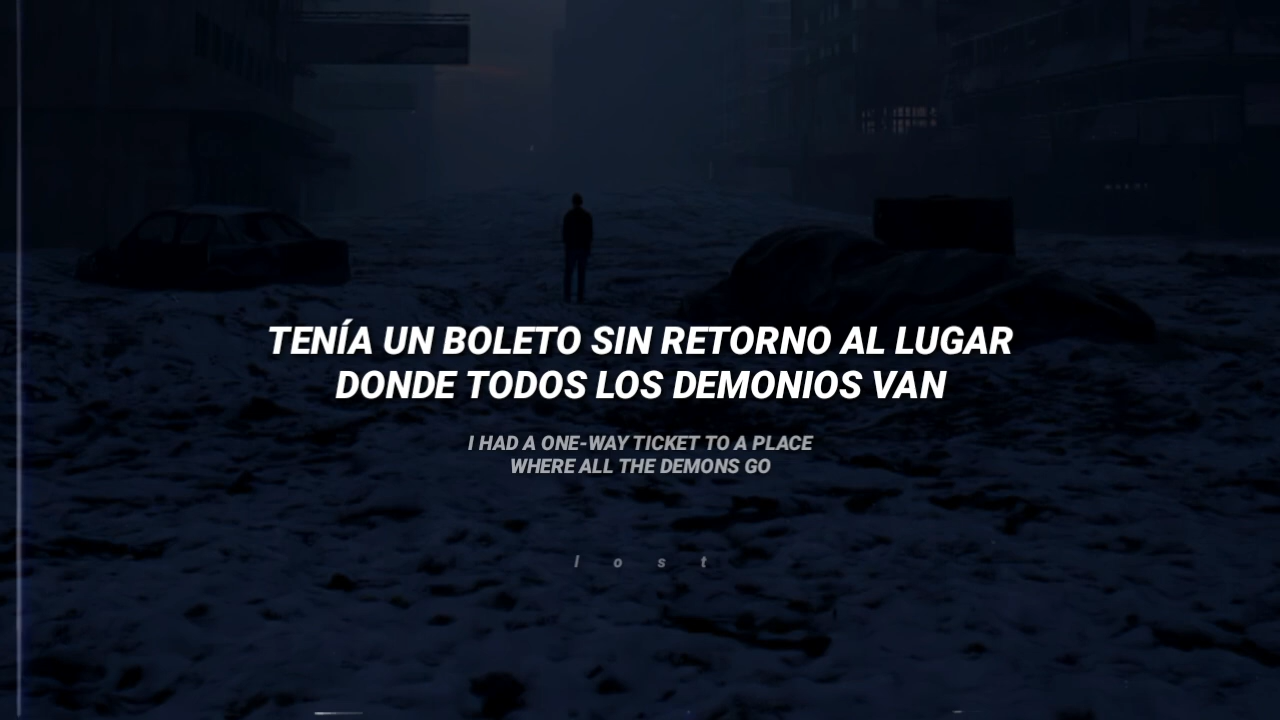 TENÍA UN BOLETO SIN RETORNO AL LUGAR
DONDE TODOS LOS DEMONIOS VAN
I HAD A ONE-WAY TICKET TO A PLACE
WHERE ALL THE DEMONS GO
l o s t